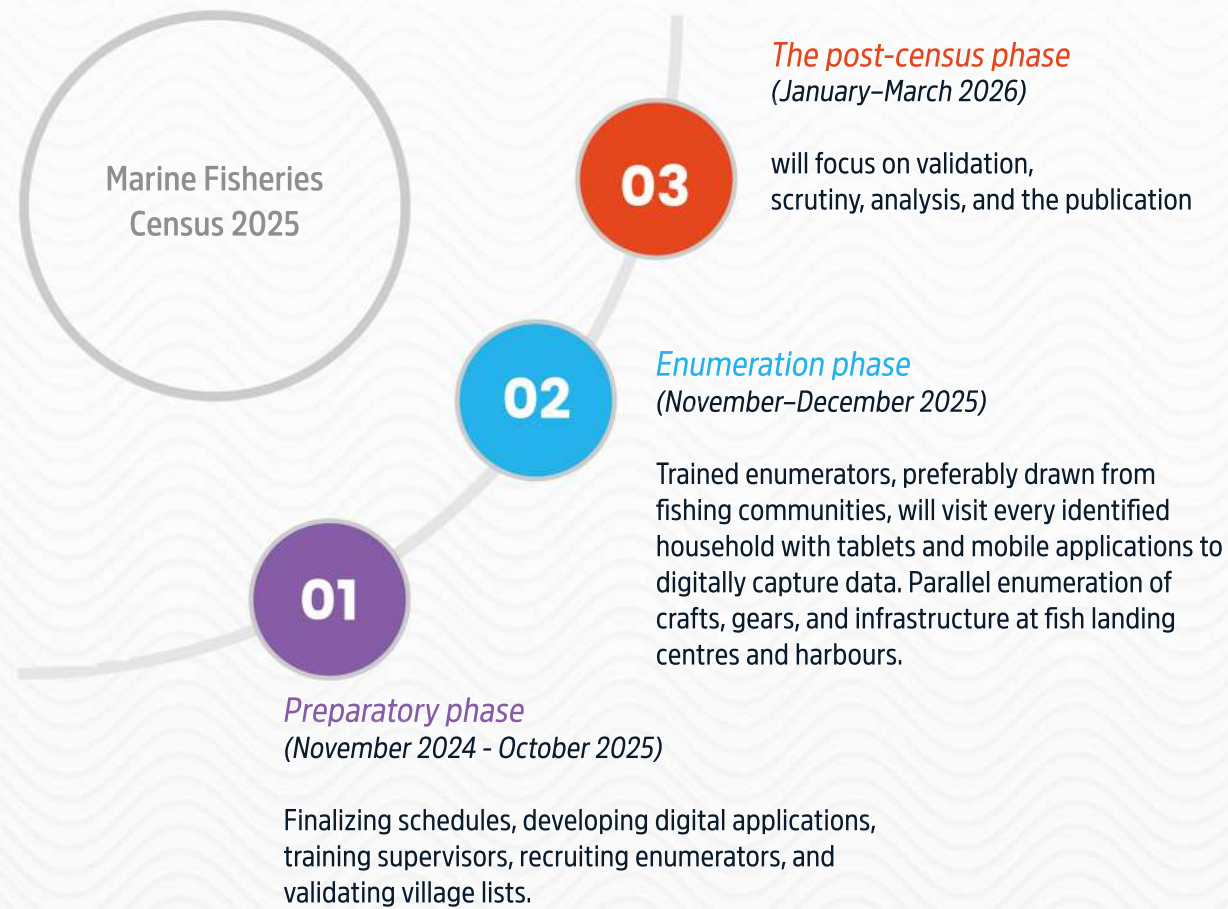 Marine Fisheries
Census 2025
03
The post-census phase
(January–March 2026)
will focus on validation,
scrutiny, analysis, and the publication
02
Enumeration phase
(November–December 2025)
Trained enumerators, preferably drawn from
fishing communities, will visit every identified
household with tablets and mobile applications to
digitally capture data. Parallel enumeration of
crafts, gears, and infrastructure at fish landing
centres and harbours.
01
Preparatory phase
(November 2024 - October 2025)
Finalizing schedules, developing digital applications,
training supervisors, recruiting enumerators, and
validating village lists.